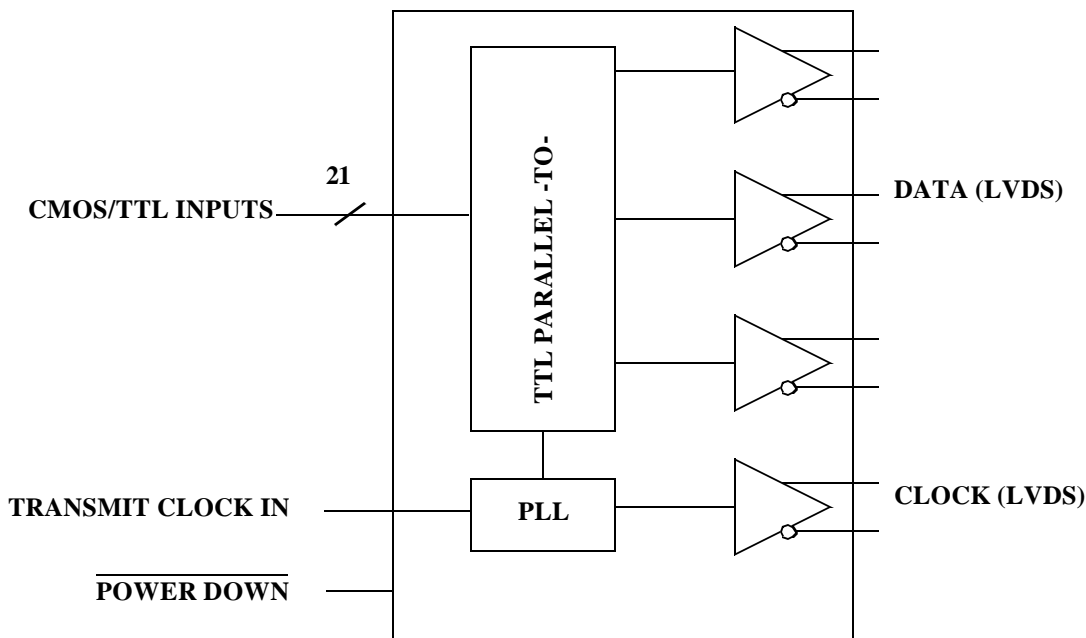 21
CMOS/TTL INPUTS
TTL PARALLEL -TO-
DATA (LVDS)
TRANSMIT CLOCK IN
PLL
CLOCK (LVDS)
POWER DOWN